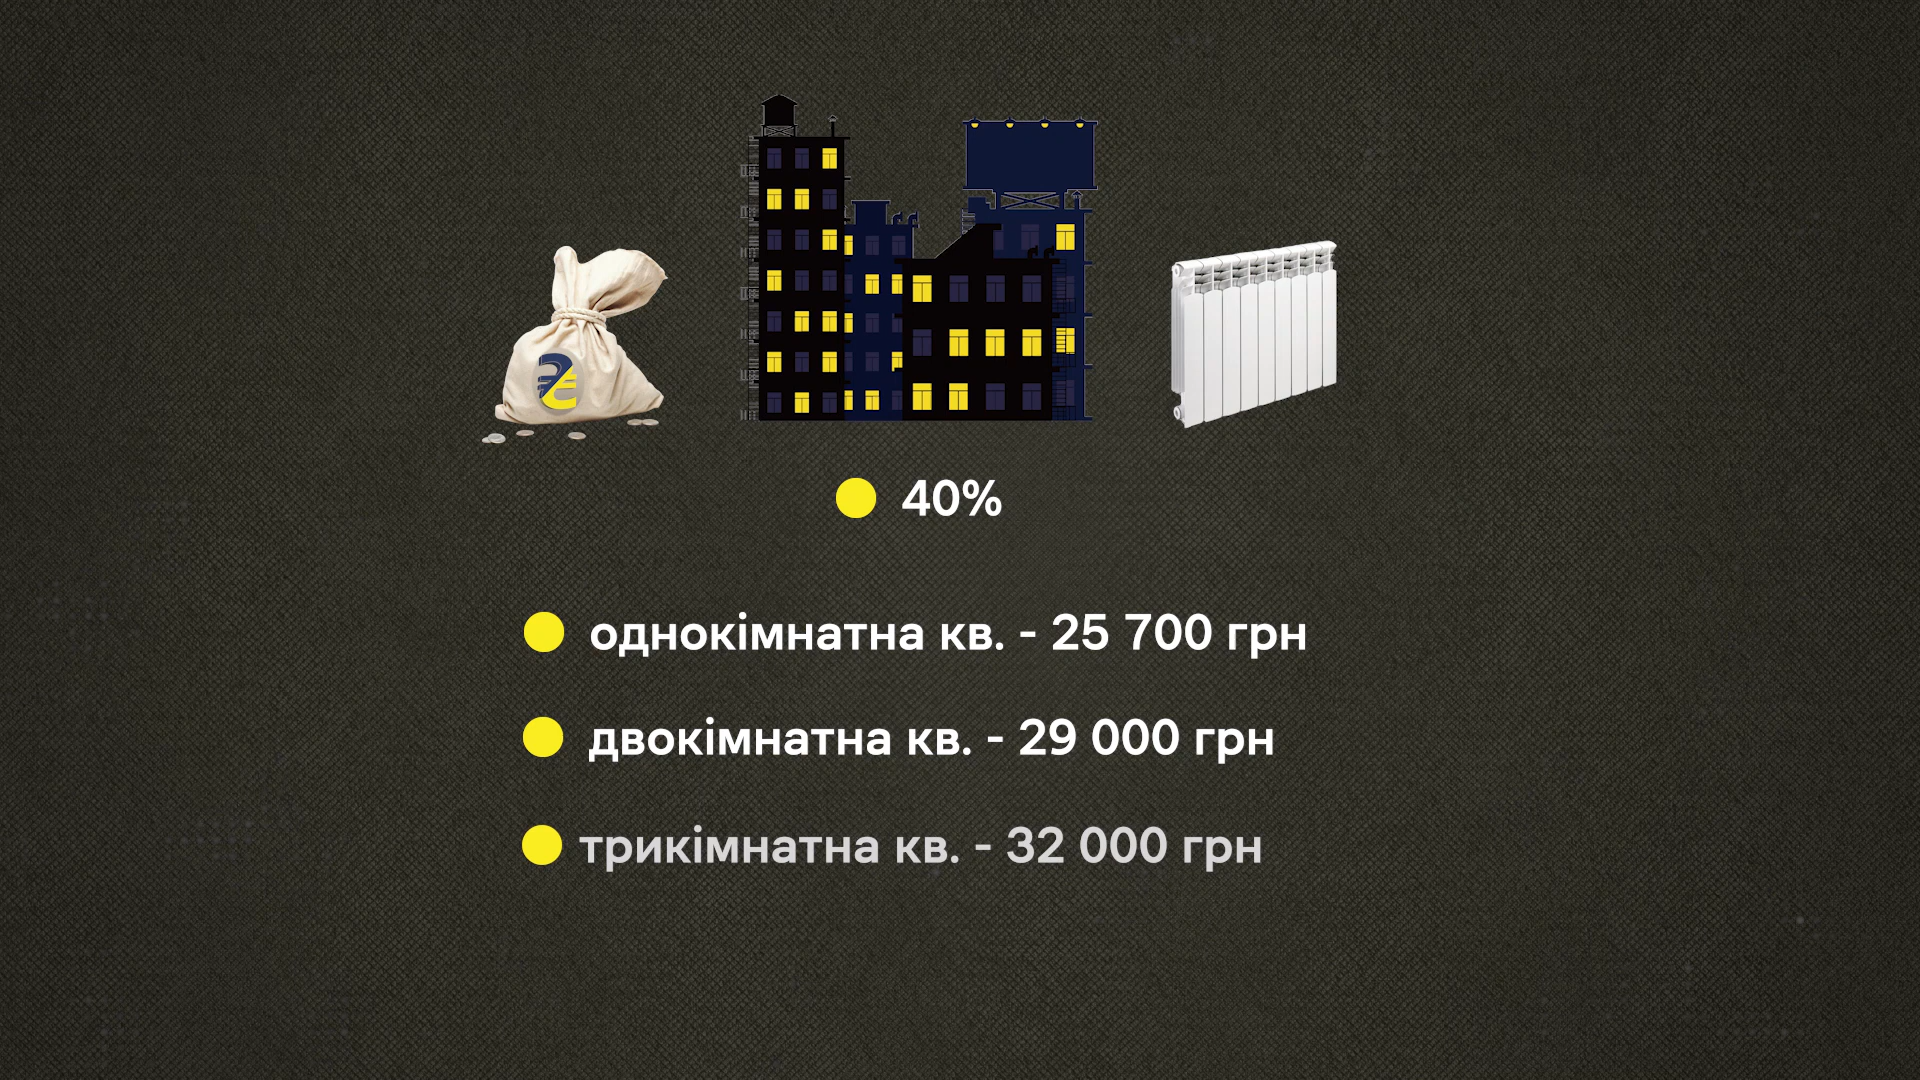 40%
однокімнатна кв. - 25 700 грн
двокімнатна кв. - 29 000 грн
трикімнатна кв. - 32 000 грн